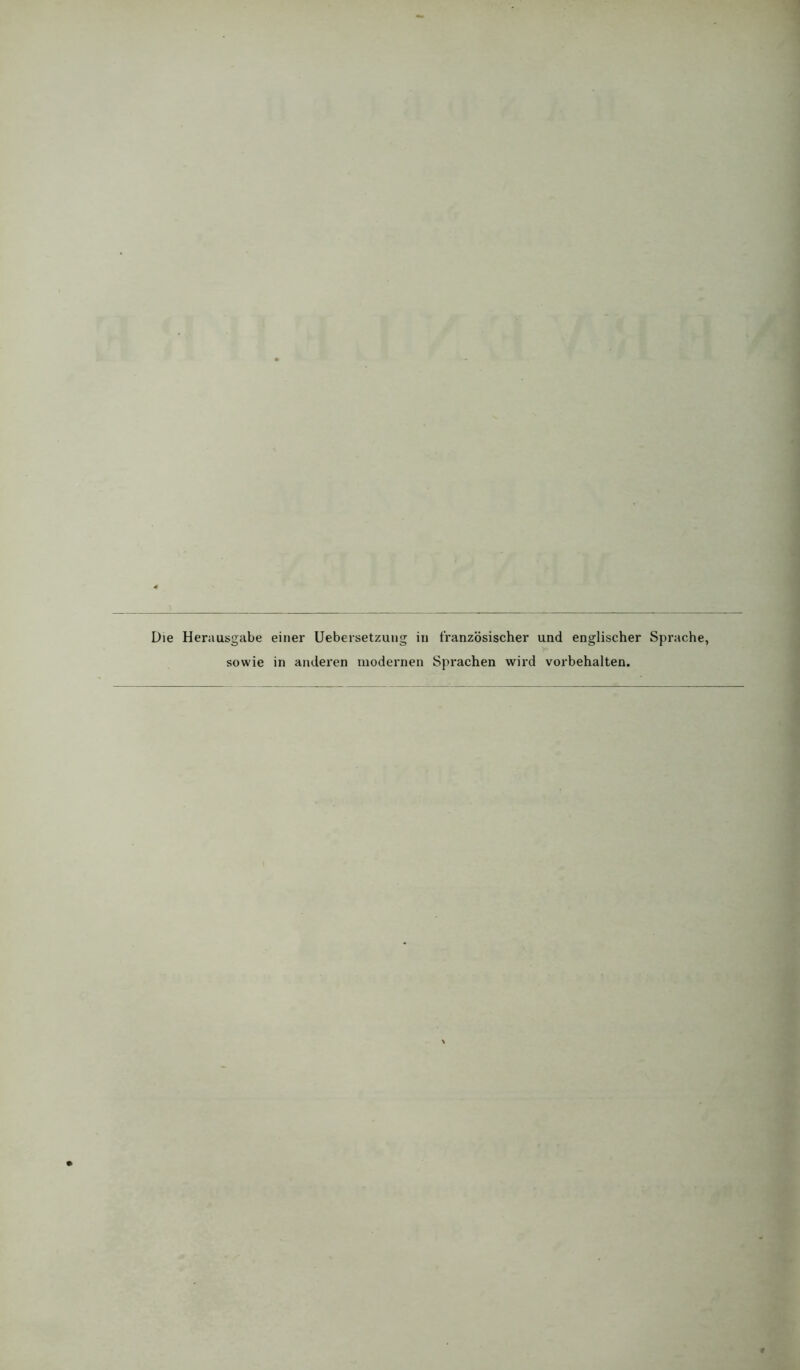 Die Herausgabe einer Uebersetzung in französischer und englischer Sprache,
sowie in anderen modernen Sprachen wird vorbehalten.